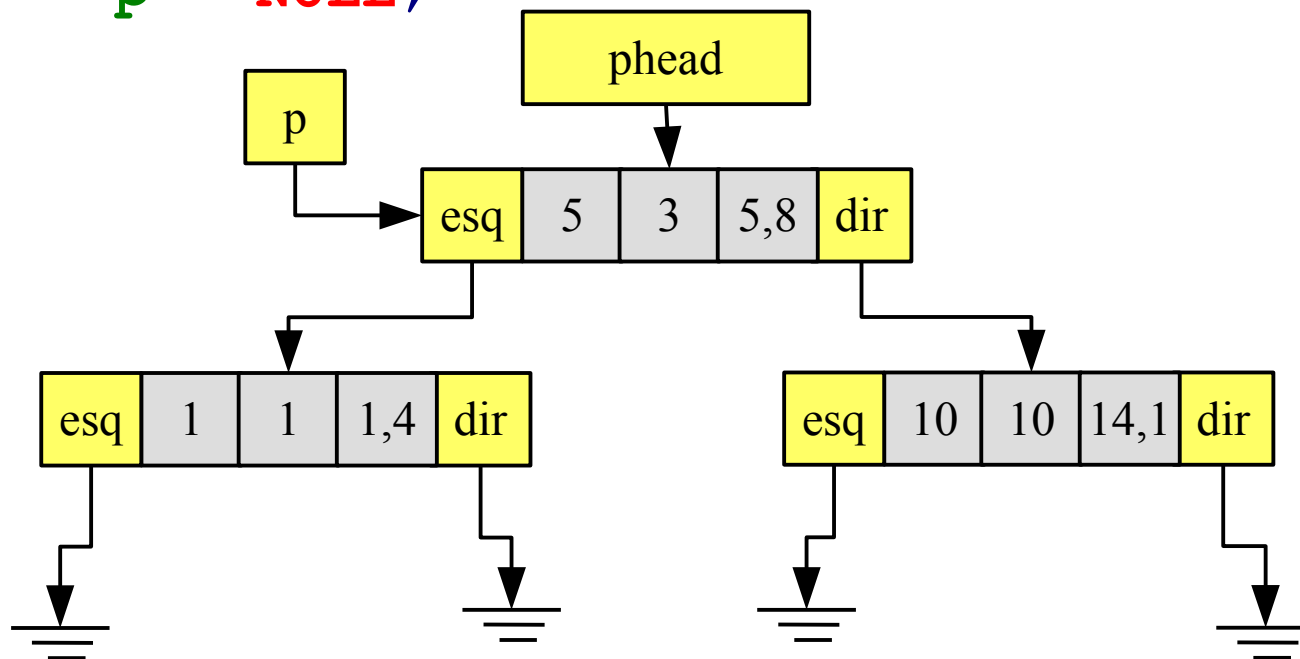 p NULL;
phead
p
esq 5 3 5,8 dir
esq 1 1 1,4 dir
esq 10 10 14,1 dir